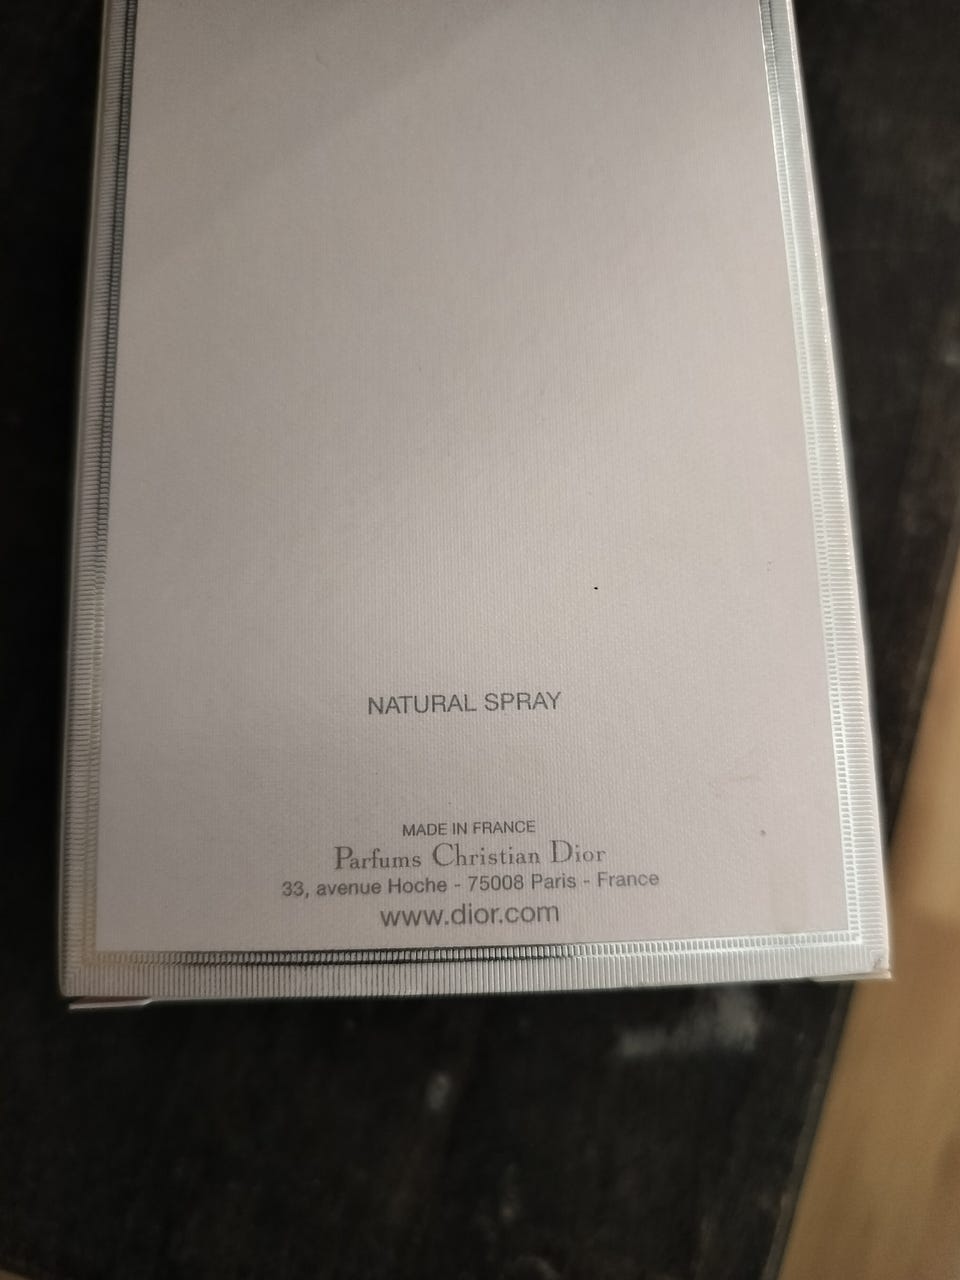 NATURAL SPRAY
MADE IN FRANCE
Parfums Christian Dior
33, avenue Hoche - 75008 Paris - France
www.dior.com